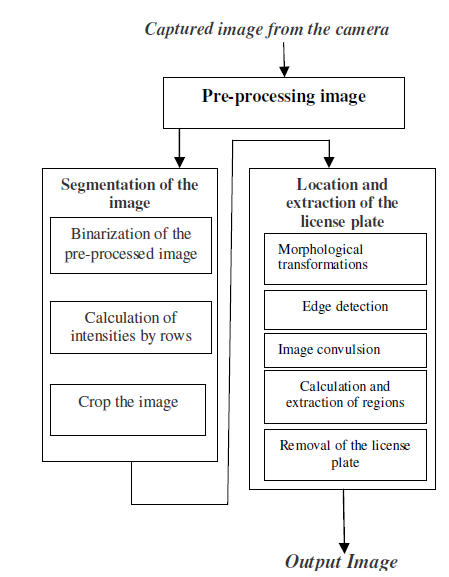 Captured image from the camera
Pre-processing image
Segmentation of the
image
Binarization of the
pre-processed image
Calculation of
intensities by rows
Crop the image
Location and
extraction of the
license plate
Morphological
transformations
Edge detection
Image convulsion
Calculation and
extraction of regions
Removal of the license
plate
Output Image